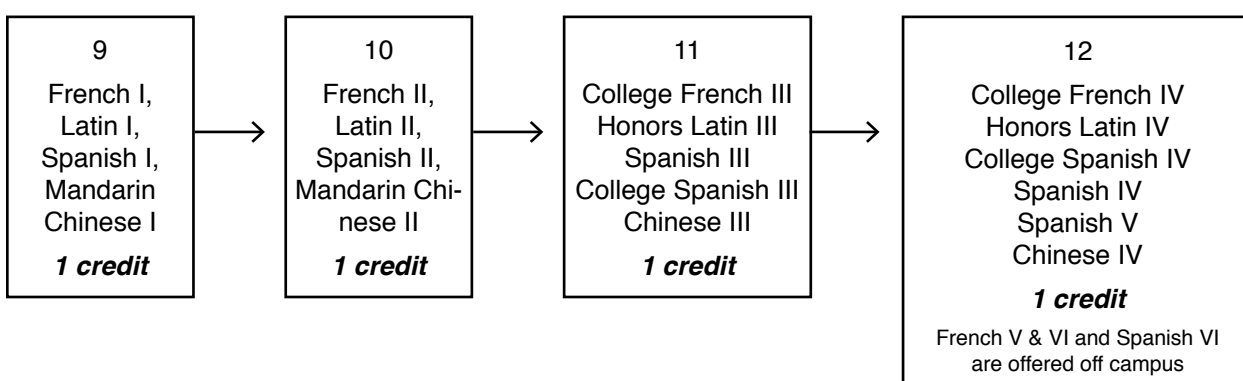 9
French I,
Latin I,
Spanish I,
Mandarin
Chinese I
1 credit
10
French II,
Latin II,
Spanish II,
Mandarin Chi-
nese II
1 credit
11
College French III
Honors Latin III
Spanish III
College Spanish III
Chinese III
1 credit
12
College French IV
Honors Latin IV
College Spanish IV
Spanish IV
Spanish V
Chinese IV
1 credit
French V & VI and Spanish VI
are offered off campus